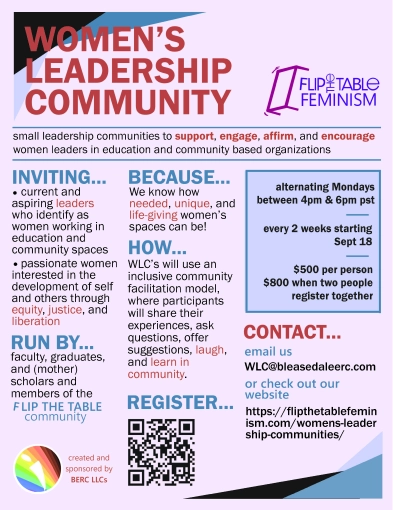 WOMEN'S
LEADERSHIP
COMMUNITY
FLIP THE TABLE
FEMINISM
small leadership communities to support, engage, affirm, and encourage
women leaders in education and community based organizations
INVITING...
• current and
aspiring leaders
who identify as
women working in
education and
community spaces
• passionate women
interested in the
development of self
and others through
equity, justice, and
liberation
RUN BY...
faculty, graduates,
and (mother)
scholars and
members of the
FLIP THE TABLE
community
created and
sponsored by
BERC LLCs
BECAUSE...
We know how
needed, unique, and
life-giving women's
spaces can be!
HOW...
WLC's will use an
inclusive community
facilitation model,
where participants
will share their
experiences, ask
questions, offer
suggestions, laugh,
and learn in
community.
REGISTER...
alternating Mondays
between 4pm & 6pm pst
every 2 weeks starting
Sept 18
$500 per person
$800 when two people
register together
CONTACT...
email us
WLC@bleasedaleerc.com
or check out our
website
https://flipthetablefemin
ism.com/womens-leader
ship-communities/